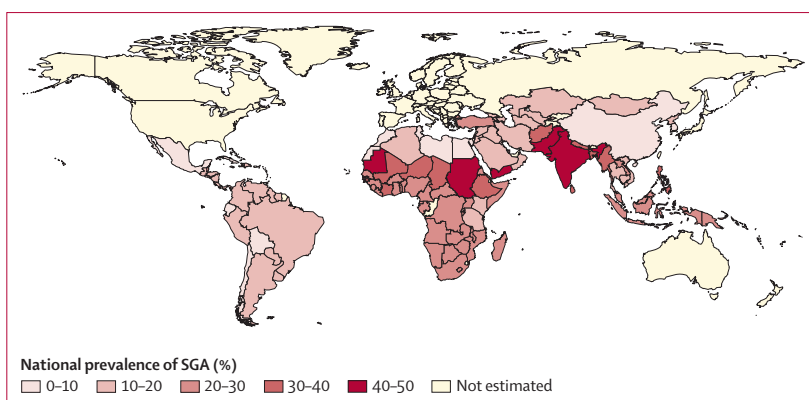 National prevalence of SGA (%)
0–10 10–20 20–30 30–40 40–50 Not estimated